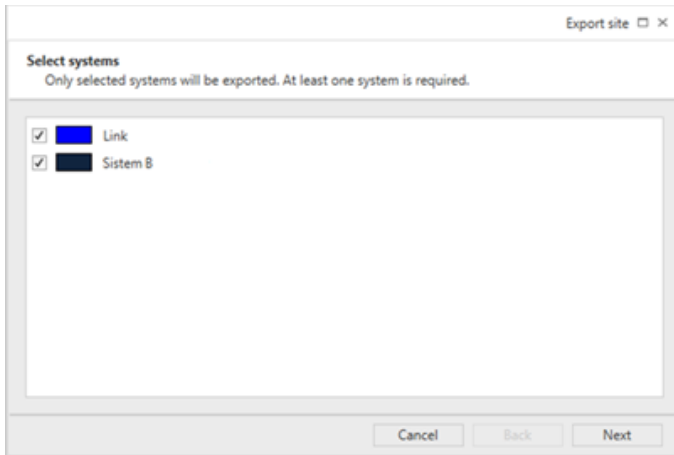 Export site
Select systems
Only selected systems will be exported. At least one system is required.
Link
Sistem B
Cancel Back Next